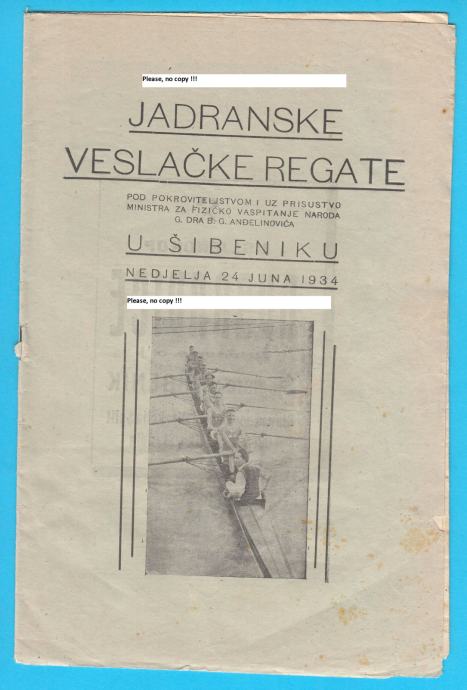 Please, no copy !!!
JADRANSKE
VESLAČKE REGATE
POD POKROVITELJSTVOM I UZ PRISUSTVO
MINISTRA ZA FIZIČKO VASPITANJE NARODA
G. DRA B. G. ANĐELINOVIĆA
U ŠIBENIKU
NEDJELJA 24 JUNA 1934
Please, no copy !!!